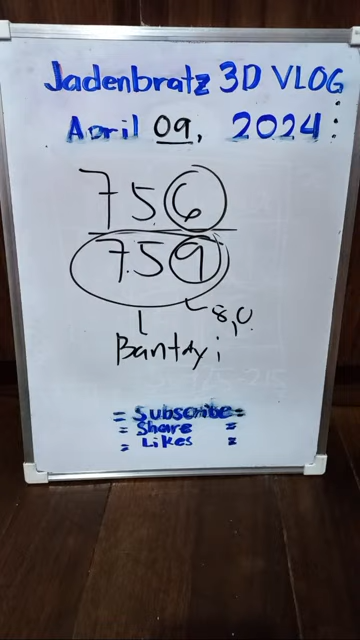 Jadenbratz 3D VLOG
April 09, 2024:
756
759
8,0
Bantay;
= Subscribe=
= Share =
= Likes =